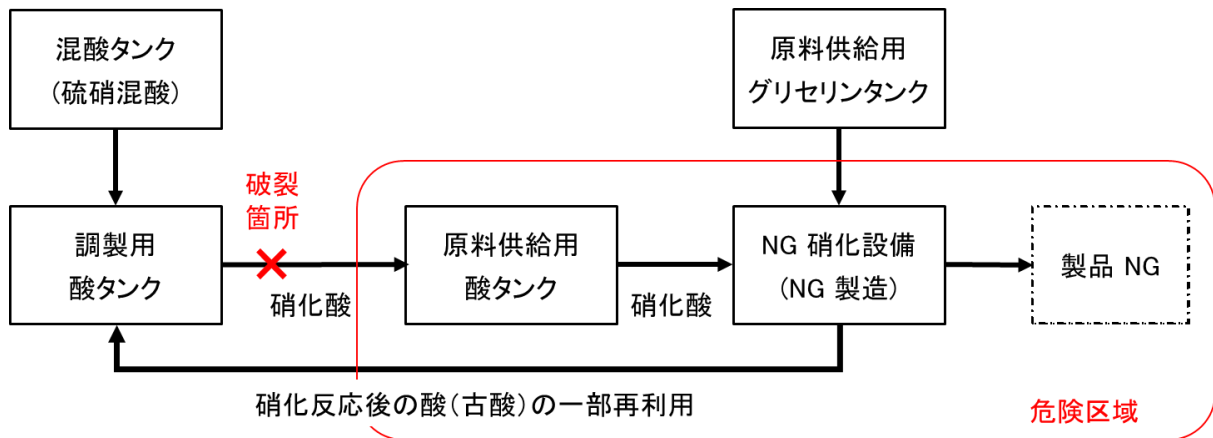 混酸タンク
(硫硝混酸)
原料供給用
グリセリンタンク
破裂
箇所
調製用
酸タンク
硝化酸
原料供給用
酸タンク
硝化酸
NG 硝化設備
(NG 製造)
製品 NG
硝化反応後の酸(古酸)の一部再利用
危険区域